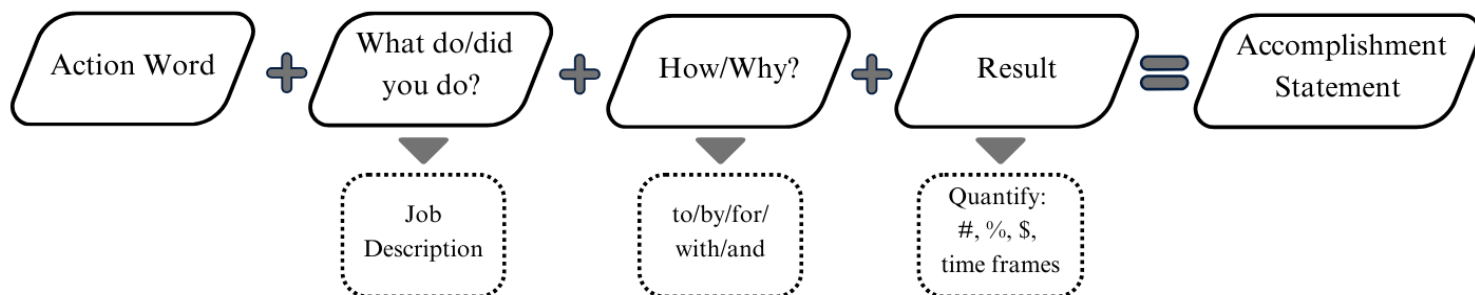 Action Word
What do/did
you do?
How/Why?
Result
Accomplishment
Statement
Job
Description
to/by/for/
with/and
Quantify:
#, %, $,
time frames